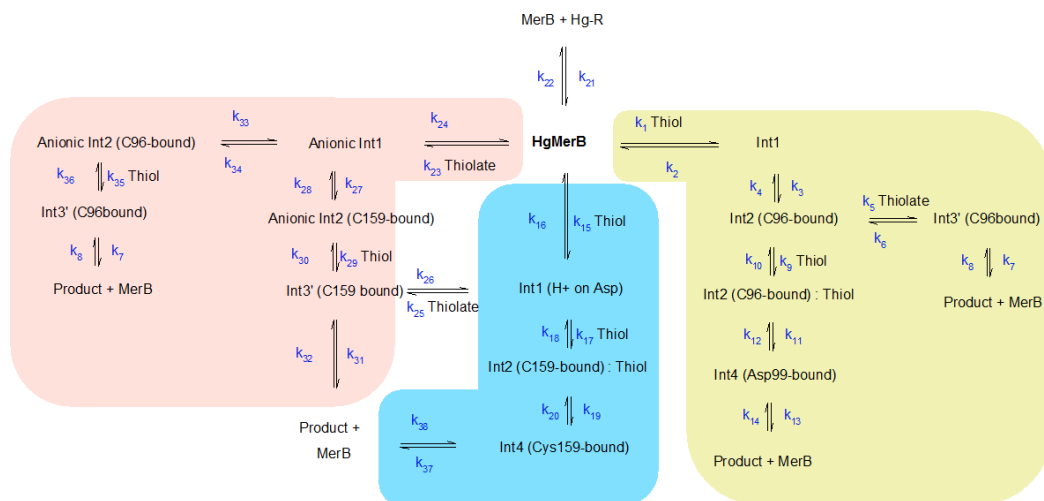 MerB + Hg-R
k22 k21
k33 k24 k1 Thiol
Anionic Int2 (C96-bound) Anionic Int1 HgMerB Int1
k34 k23 Thiolate k2
k36 k35 Thiol k28 k27 k4 k3
k5 Thiolate
Int3' (C96bound) Anionic Int2 (C159-bound) k16 k15 Thiol Int2 (C96-bound) Int3' (C96bound)
k6
k8 k7 k30 k29 Thiol k10 k9 Thiol k8 k7
k26
Product + MerB Int3' (C159 bound) Int1 (H+ on Asp) Int2 (C96-bound) : Thiol Product + MerB
k25 Thiolate
k18 k17 Thiol k12 k11
k32 k31
Int2 (C159-bound) : Thiol Int4 (Asp99-bound)
k20 k19 k14 k13
Product +
MerB
k38
Int4 (Cys159-bound) Product + MerB
k37